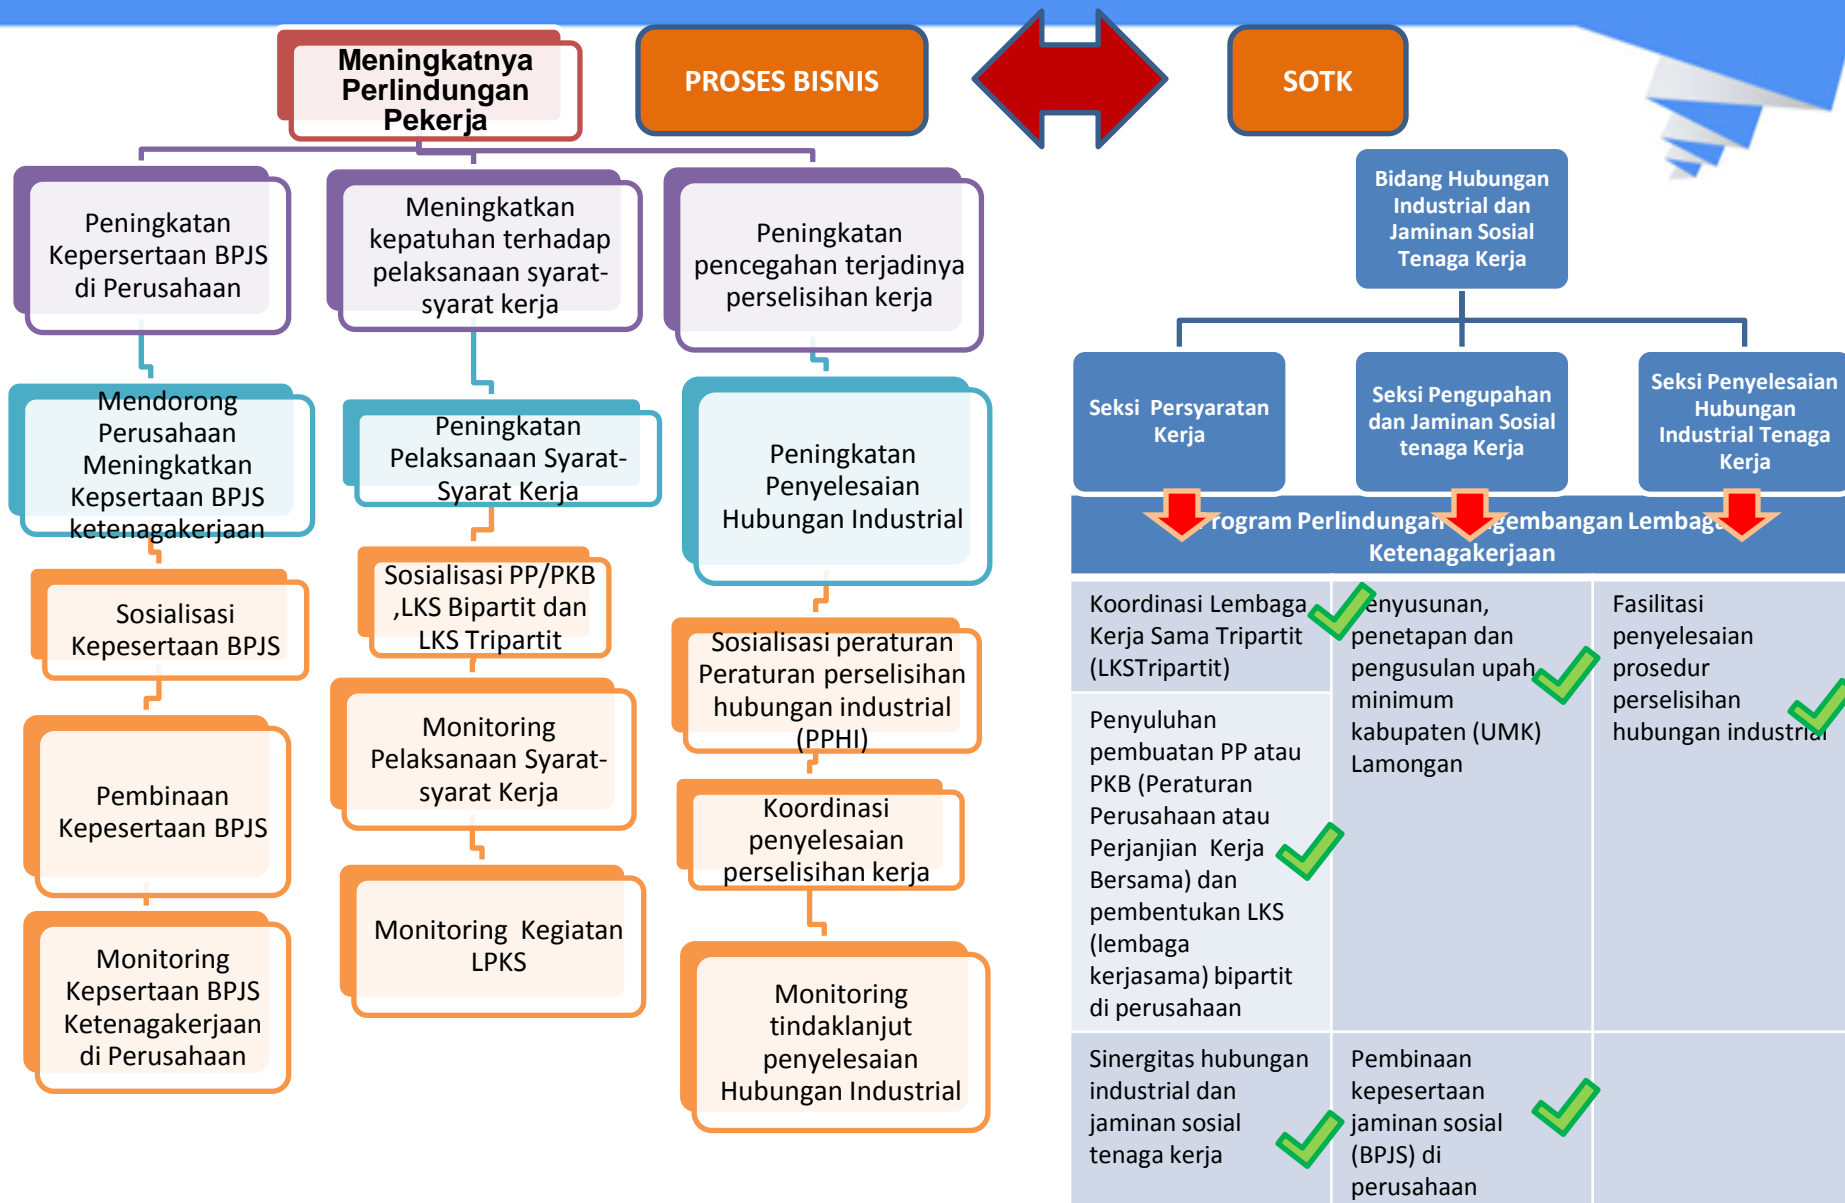 Meningkatnya
Perlindungan
Pekerja
PROSES BISNIS
SOTK
Peningkatan
Kepersertaan BPJS
di Perusahaan
Meningkatkan
kepatuhan terhadap
pelaksanaan syarat-
syarat kerja
Peningkatan
pencegahan terjadinya
perselisihan kerja
Mendorong
Perusahaan
Meningkatkan
Kepsertaan BPJS
ketenagakerjaan
Peningkatan
Pelaksanaan Syarat-
Syarat Kerja
Peningkatan
Penyelesaian
Hubungan Industrial
Sosialisasi
Kepesertaan BPJS
Sosialisasi PP/PKB
,LKS Bipartit dan
LKS Tripartit
Sosialisasi peraturan
Peraturan perselisihan
hubungan industrial
(PPHI)
Pembinaan
Kepesertaan BPJS
Monitoring
Pelaksanaan Syarat-
syarat Kerja
Koordinasi
penyelesaian
perselisihan kerja
Monitoring
Kepsertaan BPJS
Ketenagakerjaan
di Perusahaan
Monitoring Kegiatan
LPKS
Monitoring
tindaklanjut
penyelesaian
Hubungan Industrial
Bidang Hubungan
Industrial dan
Jaminan Sosial
Tenaga Kerja
Seksi Persyaratan
Kerja
Seksi Pengupahan
dan Jaminan Sosial
tenaga Kerja
Seksi Penyelesaian
Hubungan
Industrial Tenaga
Kerja
rogram Perlindungan gembangan Lembaga
Ketenagakerjaan
Koordinasi Lembaga
Kerja Sama Tripartit
(LKSTripartit)
Penyuluhan
pembuatan PP atau
PKB (Peraturan
Perusahaan atau
Perjanjian Kerja
Bersama) dan
pembentukan LKS
(lembaga
kerjasama) bipartit
di perusahaan
Sinergitas hubungan
industrial dan
jaminan sosial
tenaga kerja
enyusunan,
penetapan dan
pengusulan upah
minimum
kabupaten (UMK)
Lamongan
Pembinaan
kepesertaan
jaminan sosial
(BPJS) di
perusahaan
Fasilitasi
penyelesaian
prosedur
perselisihan
hubungan industrial